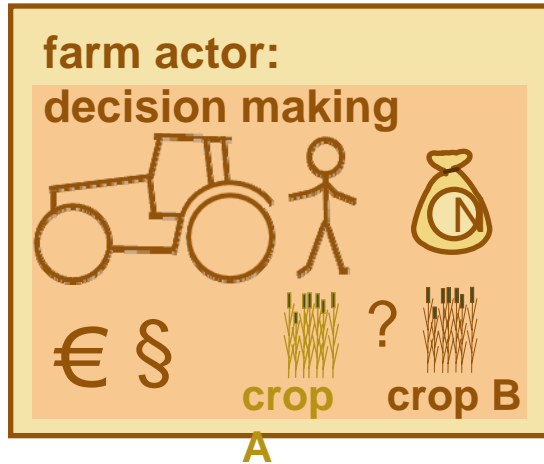 farm actor:
decision making
N
€ § ?
crop crop B
A